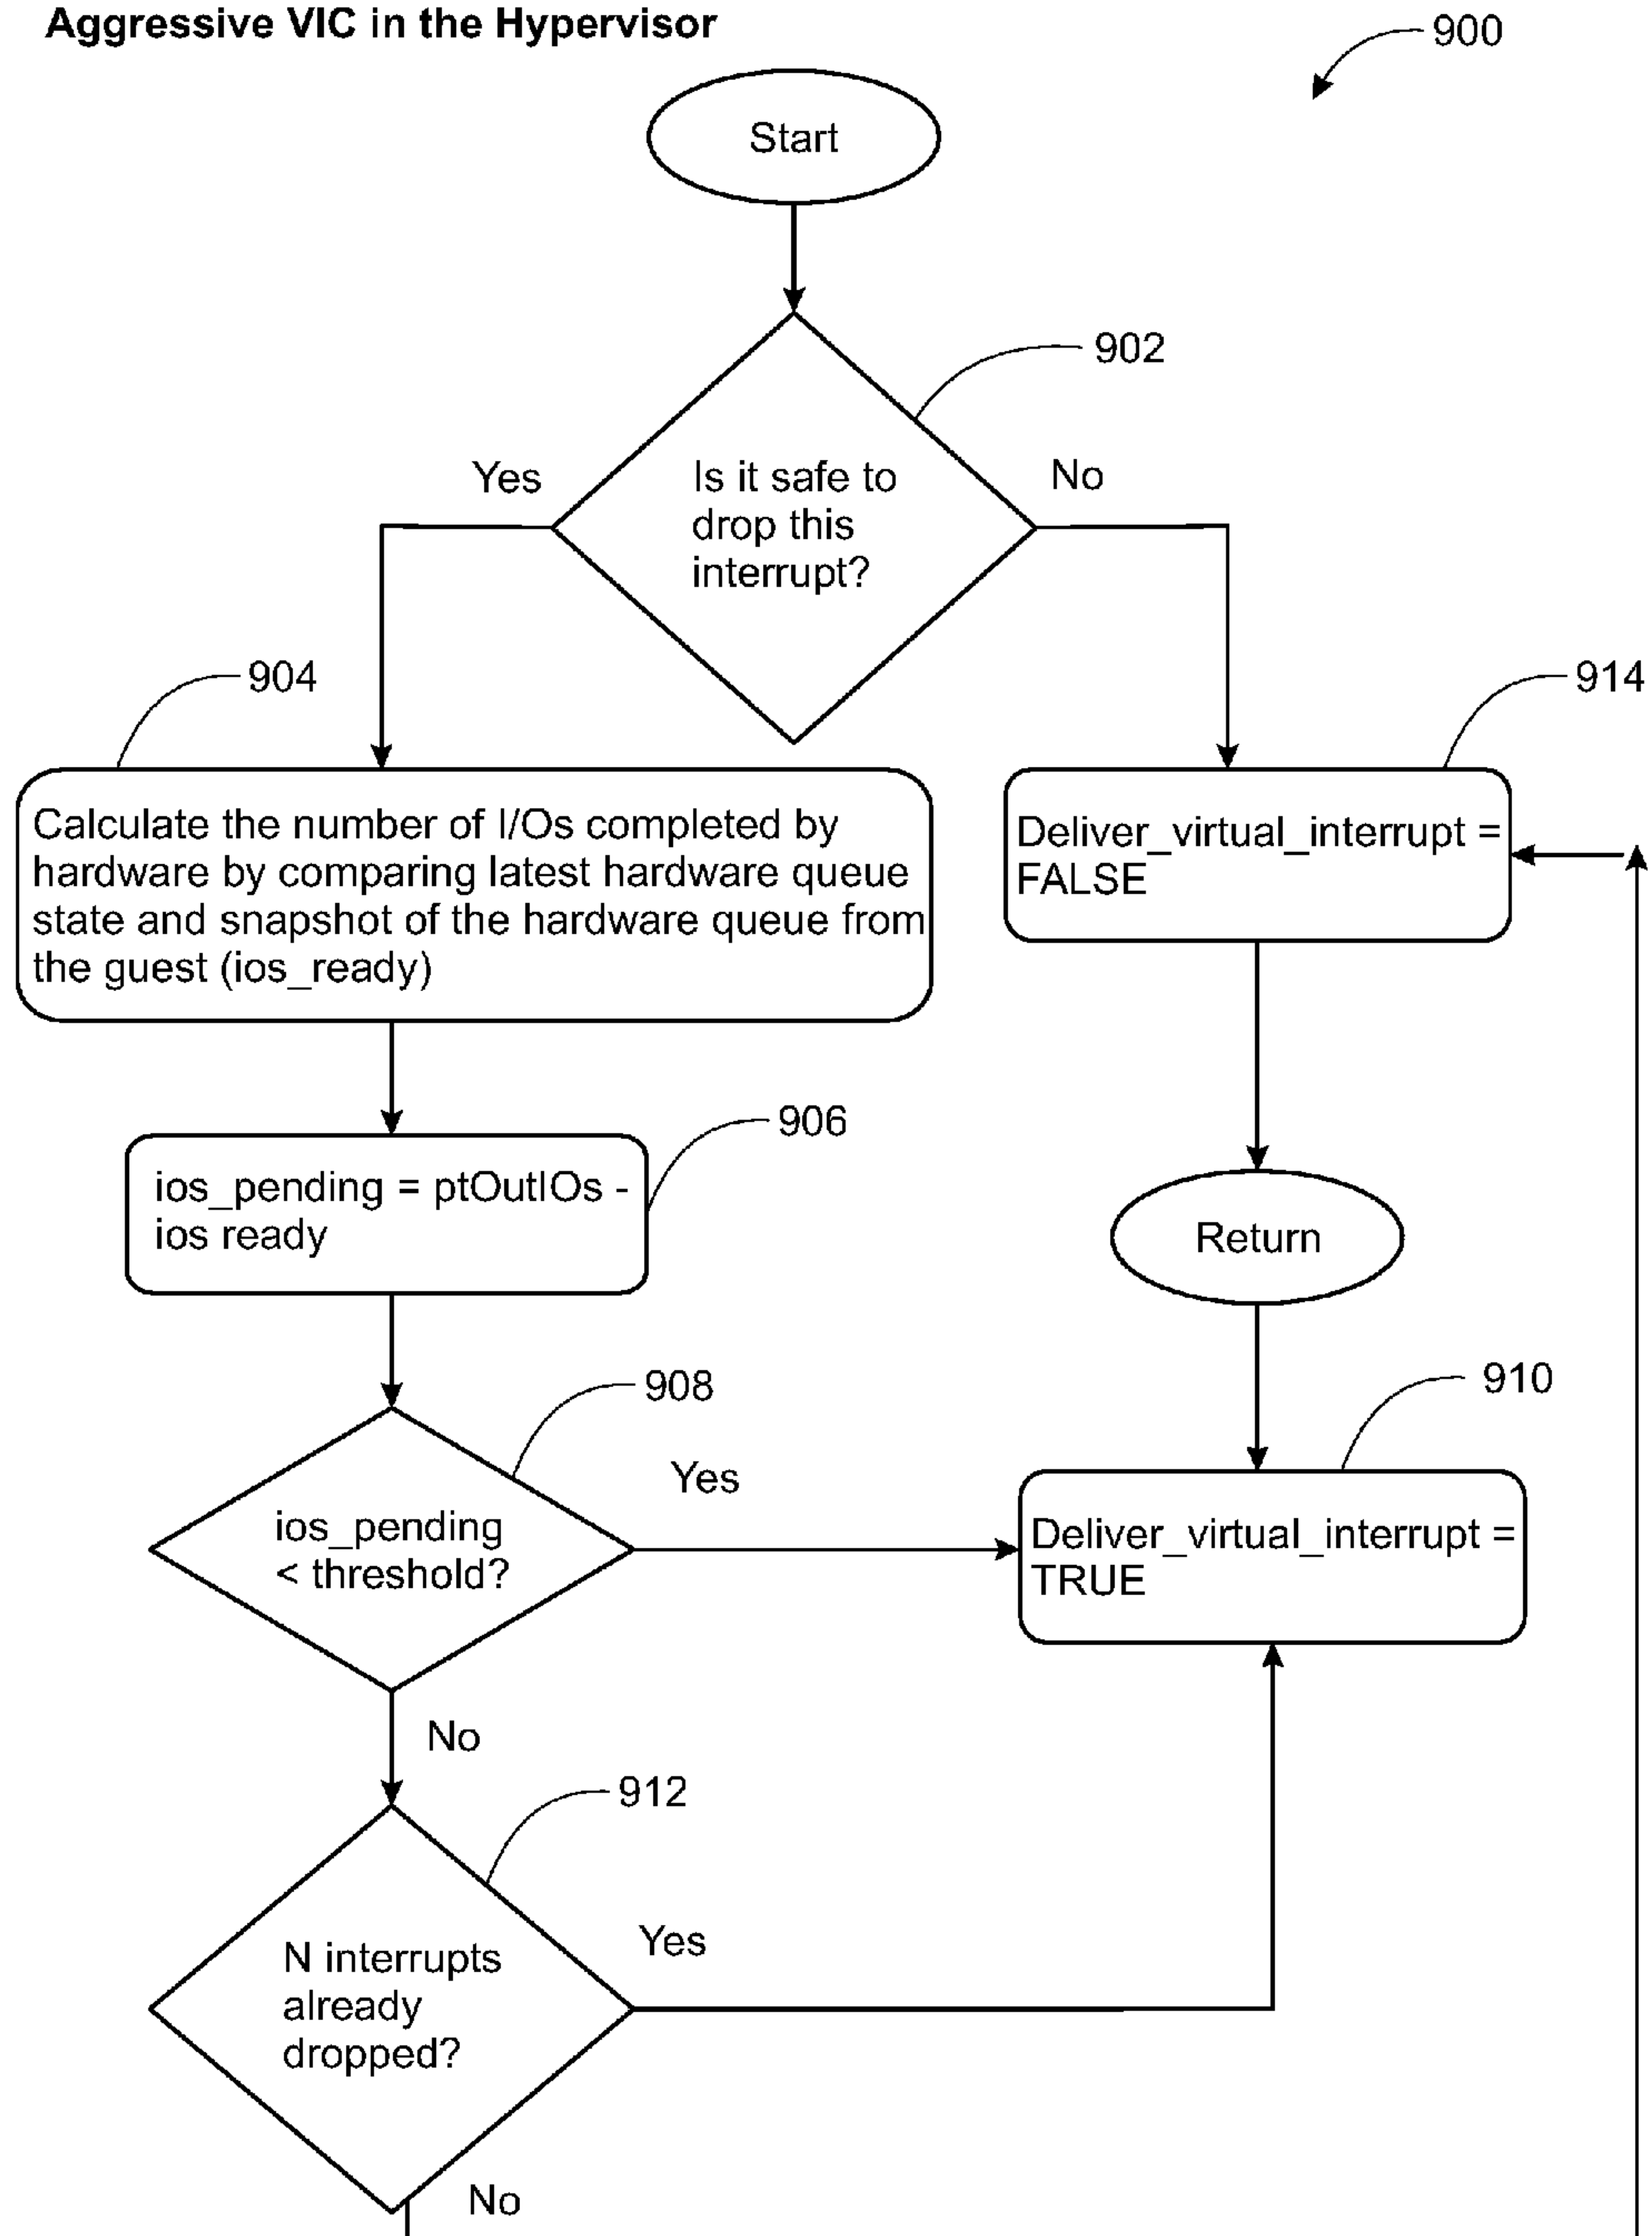 Aggressive VIC in the Hypervisor
900
Start
902
Yes
Is it safe to
drop this
interrupt?
No
904
914
Calculate the number of I/Os completed by
hardware by comparing latest hardware queue
state and snapshot of the hardware queue from
the guest (ios_ready)
Deliver_virtual_interrupt =
FALSE
906
ios_pending = ptOutIOs -
ios ready
Return
908
910
Yes
ios_pending
< threshold?
Deliver_virtual_interrupt =
TRUE
No
912
Yes
N interrupts
already
dropped?
No